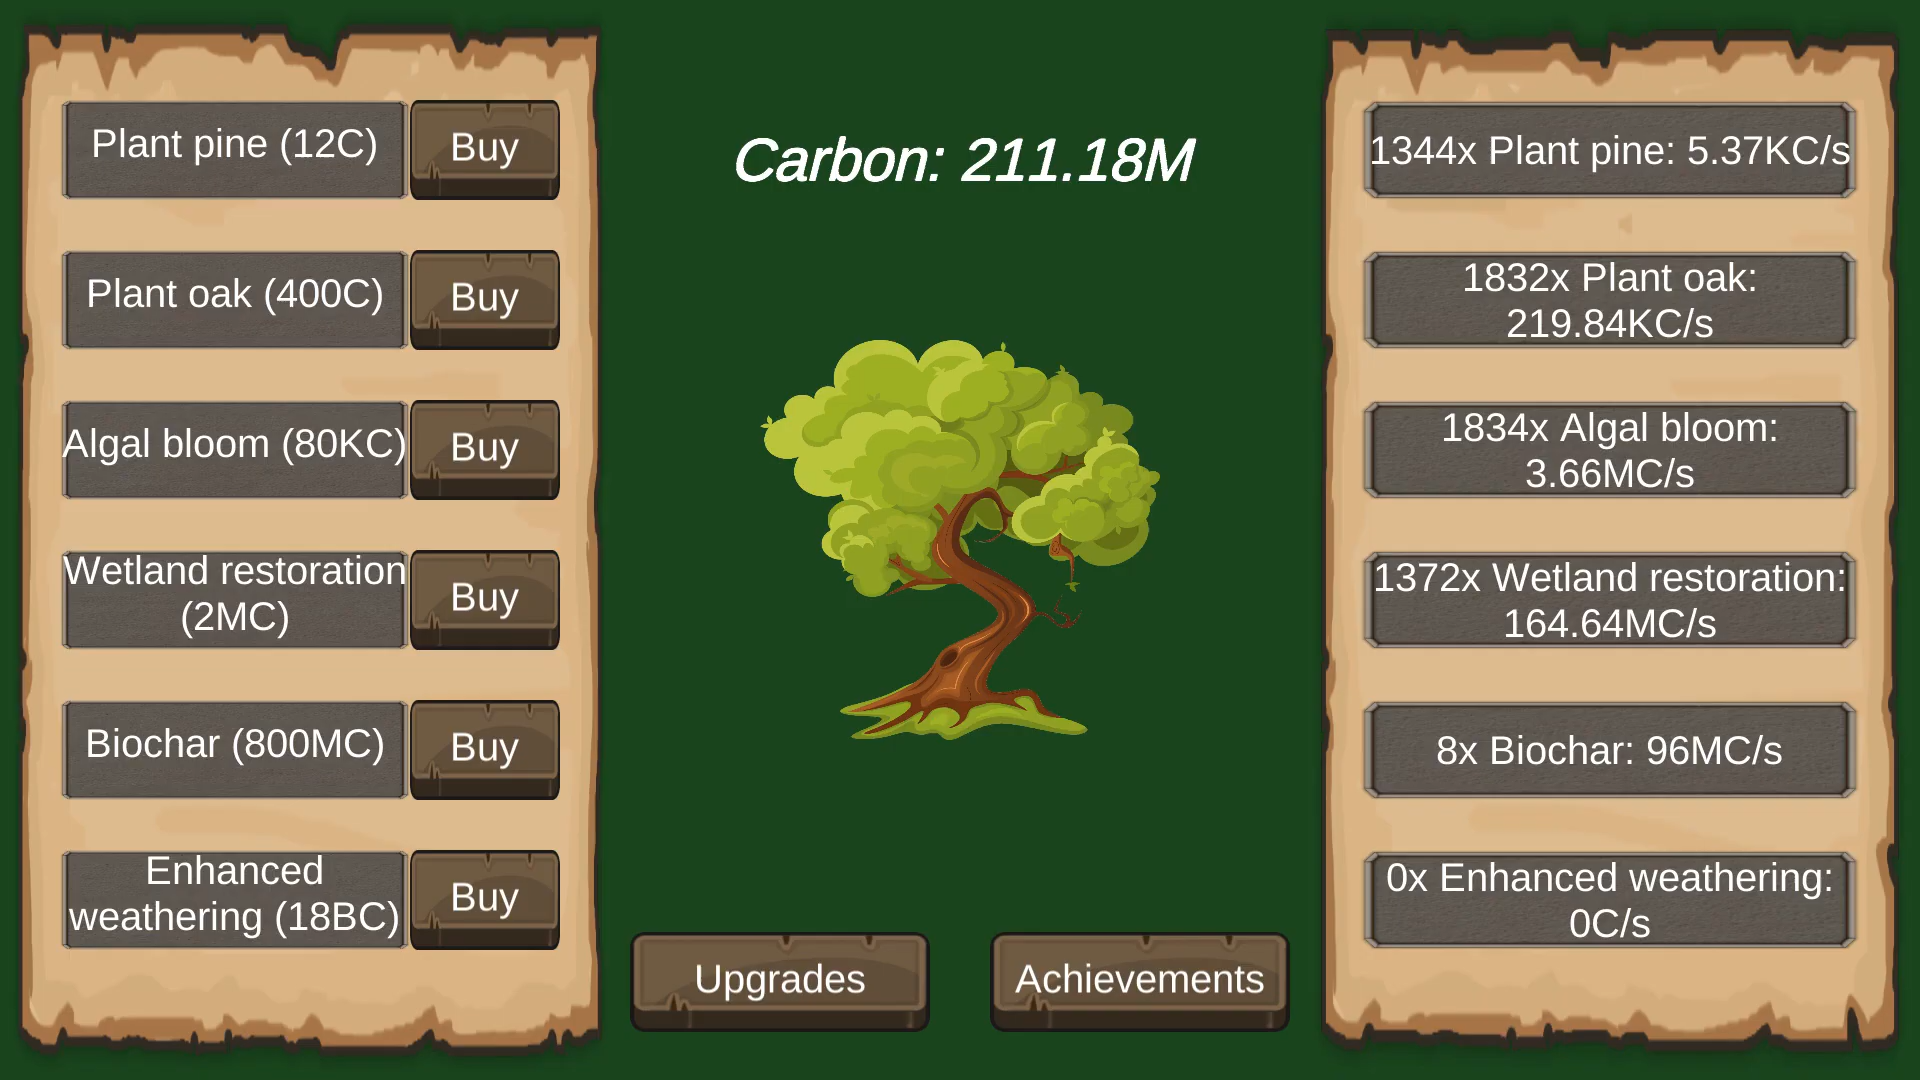 Plant pine (12C)
Buy
Plant oak (400C)
Buy
Algal bloom (80KC)
Buy
Wetland restoration
(2MC)
Buy
Biochar (800MC)
Buy
Enhanced
weathering (18BC)
Buy
Carbon: 211.18M
Upgrades
Achievements
1344x Plant pine: 5.37KC/s
1832x Plant oak:
219.84KC/s
1834x Algal bloom:
3.66MC/s
1372x Wetland restoration:
164.64MC/s
8x Biochar: 96MC/s
0x Enhanced weathering:
0C/s